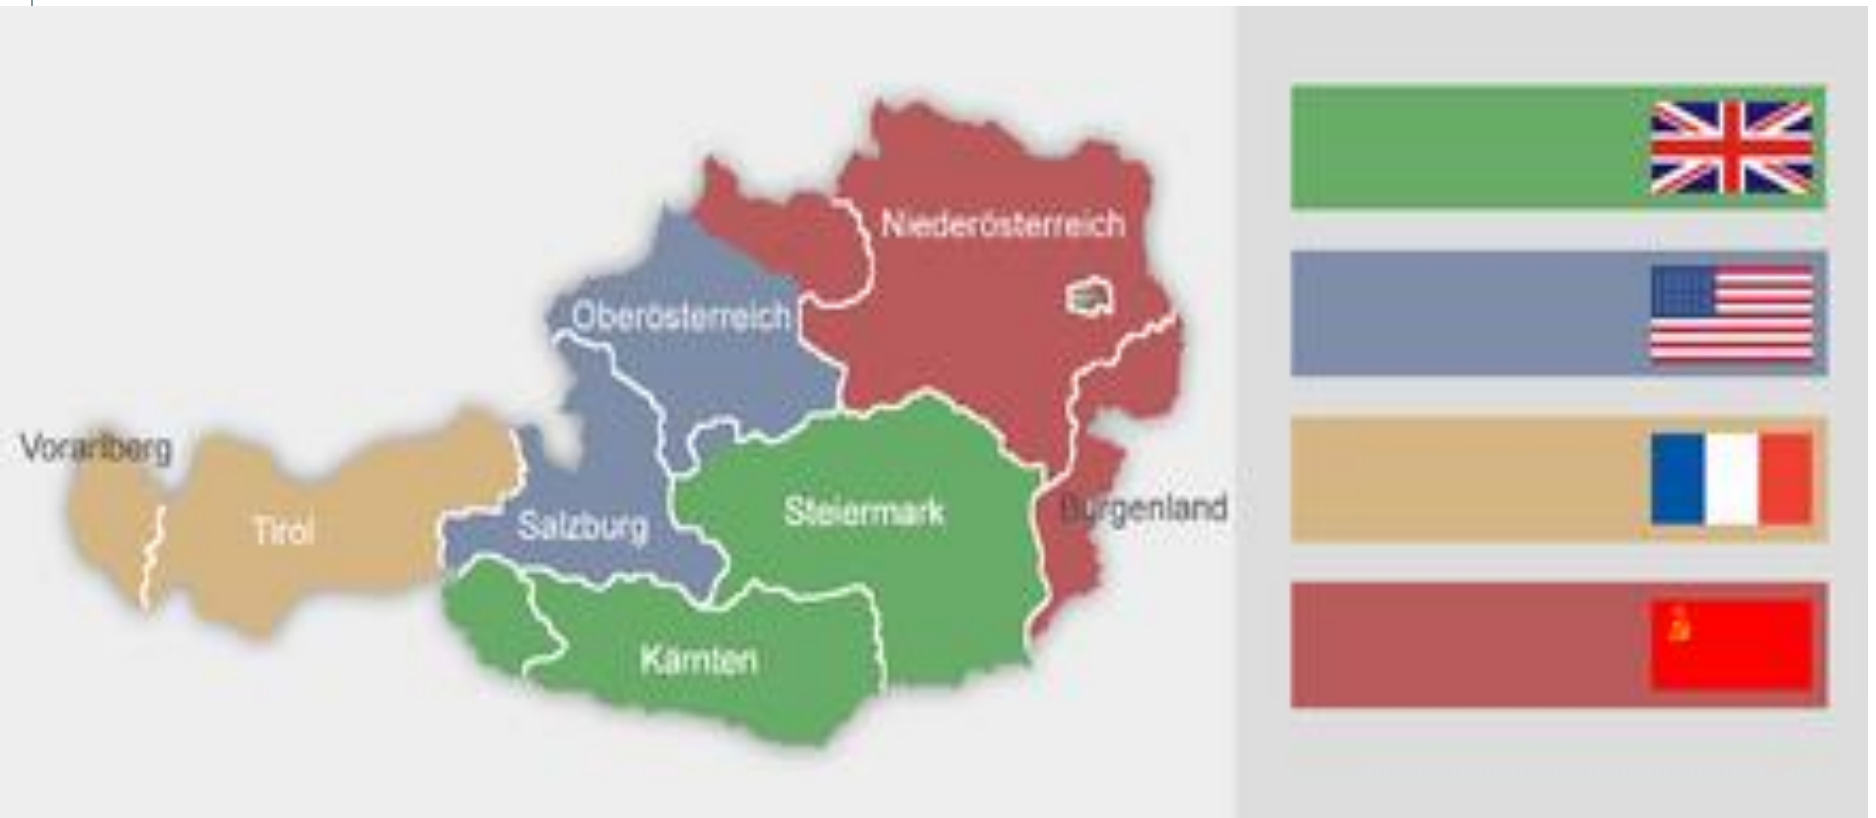 Niederösterreich
Oberösterreich
Vorarlberg
Tirol
Salzburg
Steiermark
Burgenland
Kärnten